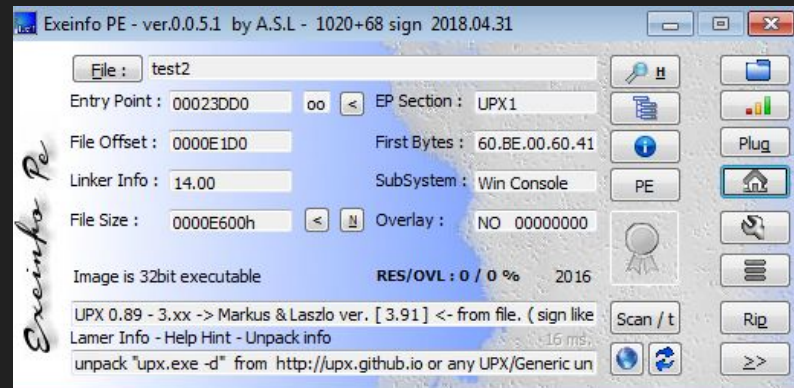 Exeinfo PE - ver.0.0.5.1 by A.S.L - 1020+68 sign 2018.04.31
File : test2 H
Entry Point : 00023DD0 oo < EP Section : UPX1
File Offset : 0000E1D0 First Bytes : 60.BE.00.60.41 Plug
Linker Info : 14.00 SubSystem : Win Console PE
File Size : 0000E600h < N Overlay : NO 00000000
Image is 32bit executable RES/OVL : 0 / 0 % 2016
UPX 0.89 - 3.xx -> Markus & Laszlo ver. [ 3.91 ] <- from file. ( sign like Scan / t Rip
Lamer Info - Help Hint - Unpack info 16 ms.
unpack "upx.exe -d" from http://upx.github.io or any UPX/Generic un >>
Exeinfo Pe